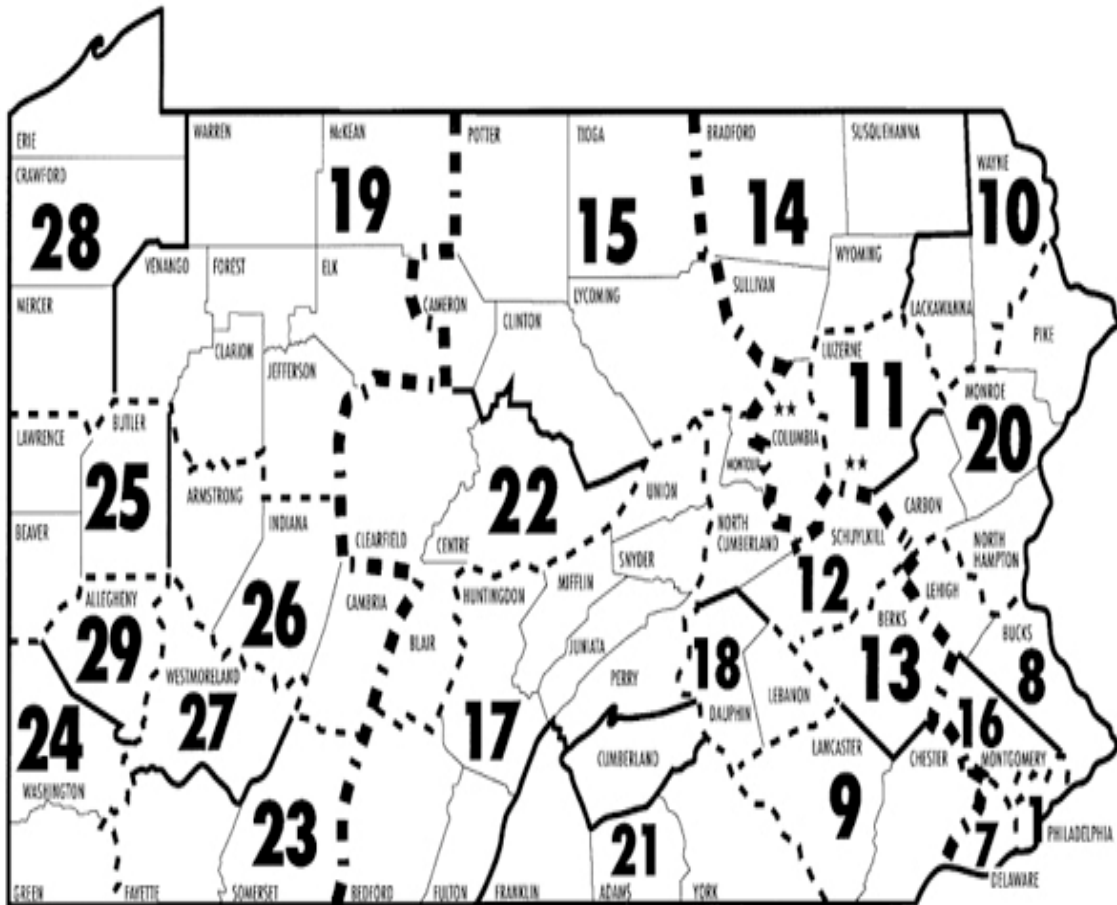 ERIE
WARREN
McKEAN
POTTER
TIOGA
BRADFORD
SUSQUEHANNA
WAYNE
CRAWFORD
28
19
15
14
10
VENANGO
FOREST
ELK
WYOMING
MERCER
CAMERON
LYCOMING
SULLIVAN
LACKAWANNA
CLINTON
PIKE
CLARION
JEFFERSON
LUZERNE
11
MONROE
20
LAWRENCE
BUTLER
COLUMBIA
25
ARMSTRONG
22
MONTOUR
UNION
INDIANA
CARBON
BEAVER
CLEARFIELD
CENTRE
NORTH
CUMBERLAND
SCHUYLKILL
NORTH
HAMPTON
SNYDER
MIFFLIN
12
LEHIGH
ALLEGHENY
29
26
CAMBRIA
HUNTINGDON
BERKS
13
BUCKS
8
BLAIR
JUNIATA
WESTMORELAND
27
PERRY
18
LEBANON
DAUPHIN
24
17
16
WASHINGTON
CUMBERLAND
LANCASTER
CHESTER
MONTGOMERY
23
21
9
7
1
PHILADELPHIA
DELAWARE
GREEN
FAYETTE
SOMERSET
BEDFORD
FULTON
FRANKLIN
ADAMS
YORK